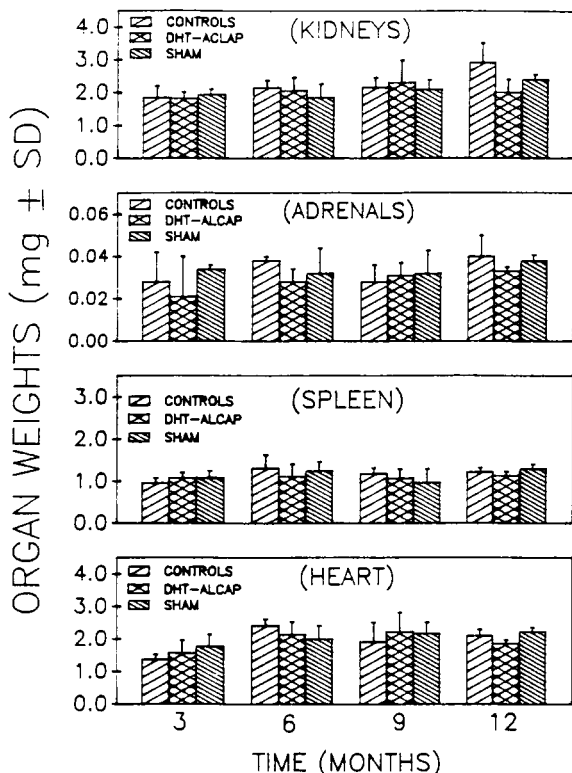 ORGAN WEIGHTS (mg ± SD)
(KIDNEYS)
CONTROLS
DHT-ACLAP
SHAM
4.0
3.0
2.0
1.0
0.0
(ADRENALS)
CONTROLS
DHT-ALCAP
SHAM
0.06
0.04
0.02
0.00
(SPLEEN)
CONTROLS
DHT-ALCAP
SHAM
3.0
2.0
1.0
0.0
(HEART)
CONTROLS
DHT-ALCAP
SHAM
4.0
3.0
2.0
1.0
0.0
3 6 9 12
TIME (MONTHS)